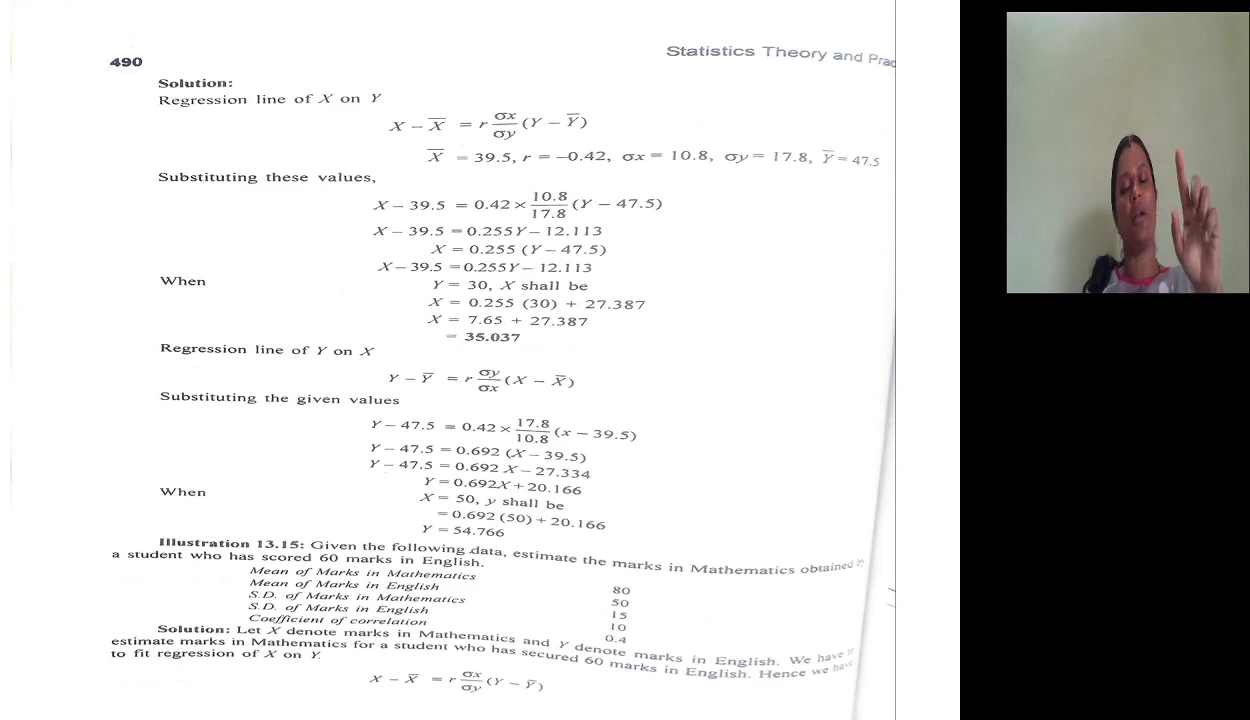 490
Statistics Theory and Prac
Solution:
Regression line of X on Y
X − X̅ = r σx/σy (Y − Y̅)
X̅ = 39.5, r = −0.42, σx = 10.8, σy = 17.8, Y̅ = 47.5
Substituting these values,
X − 39.5 = 0.42 × 10.8/17.8 (Y − 47.5)
X − 39.5 = 0.255Y − 12.113
X = 0.255 (Y − 47.5)
X − 39.5 = 0.255Y − 12.113
When Y = 30, X shall be
X = 0.255 (30) + 27.387
X = 7.65 + 27.387
= 35.037
Regression line of Y on X
Y − Y̅ = r σy/σx (X − X̅)
Substituting the given values
Y − 47.5 = 0.42 × 17.8/10.8 (x − 39.5)
Y − 47.5 = 0.692 (X − 39.5)
Y − 47.5 = 0.692 X − 27.334
Y = 0.692X + 20.166
When X = 50, y shall be
= 0.692 (50) + 20.166
Y = 54.766
Illustration 13.15: Given the following data, estimate the marks in Mathematics obtained by
a student who has scored 60 marks in English.
Mean of Marks in Mathematics 80
Mean of Marks in English 50
S.D. of Marks in Mathematics 15
S.D. of Marks in English 10
Coefficient of correlation 0.4
Solution: Let X denote marks in Mathematics and Y denote marks in English. We have to
estimate marks in Mathematics for a student who has secured 60 marks in English. Hence we have
to fit regression of X on Y.
X − X̅ = r σx/σy (Y − Y̅)